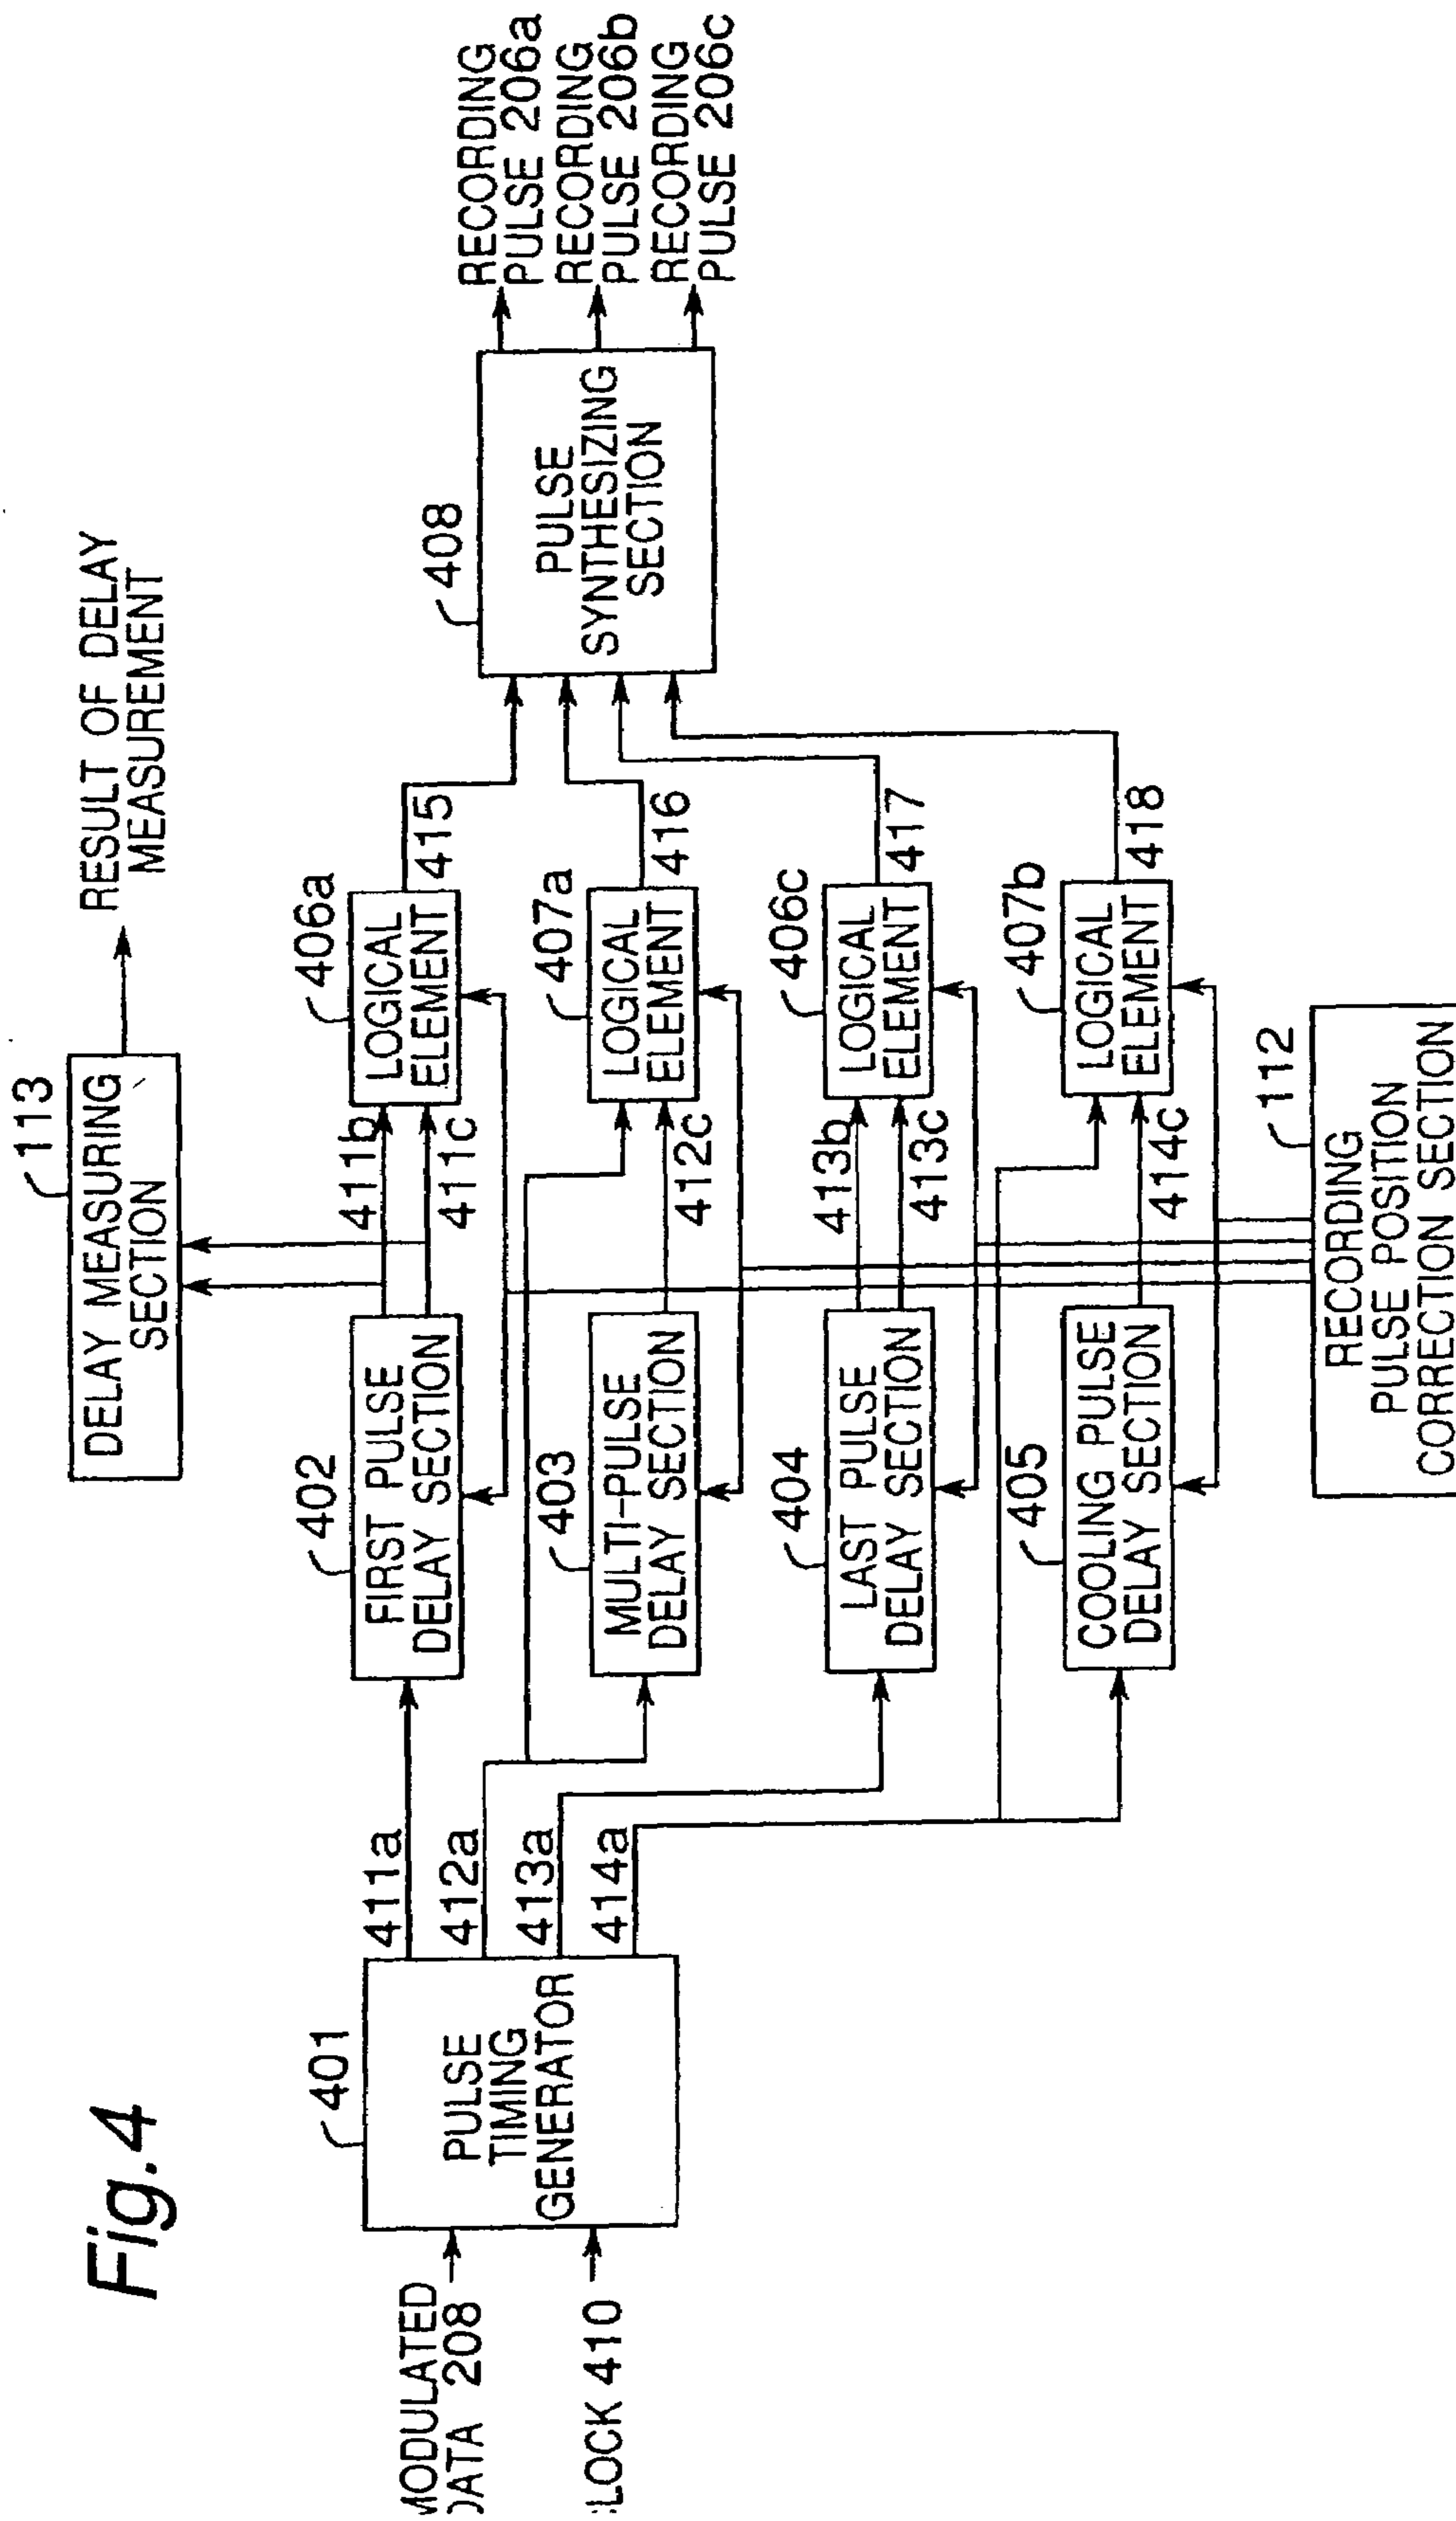 Fig.4
MODULATED
DATA 208
CLOCK 410
401
PULSE
TIMING
GENERATOR
411a
412a
413a
414a
113
DELAY MEASURING
SECTION
RESULT OF DELAY
MEASUREMENT
402
FIRST PULSE
DELAY SECTION
411b
411c
406a
LOGICAL
ELEMENT
415
403
MULTI-PULSE
DELAY SECTION
412c
407a
LOGICAL
ELEMENT
416
404
LAST PULSE
DELAY SECTION
413b
413c
406c
LOGICAL
ELEMENT
417
405
COOLING PULSE
DELAY SECTION
414c
407b
LOGICAL
ELEMENT
418
112
RECORDING
PULSE POSITION
CORRECTION SECTION
408
PULSE
SYNTHESIZING
SECTION
RECORDING
PULSE 206a
RECORDING
PULSE 206b
RECORDING
PULSE 206c